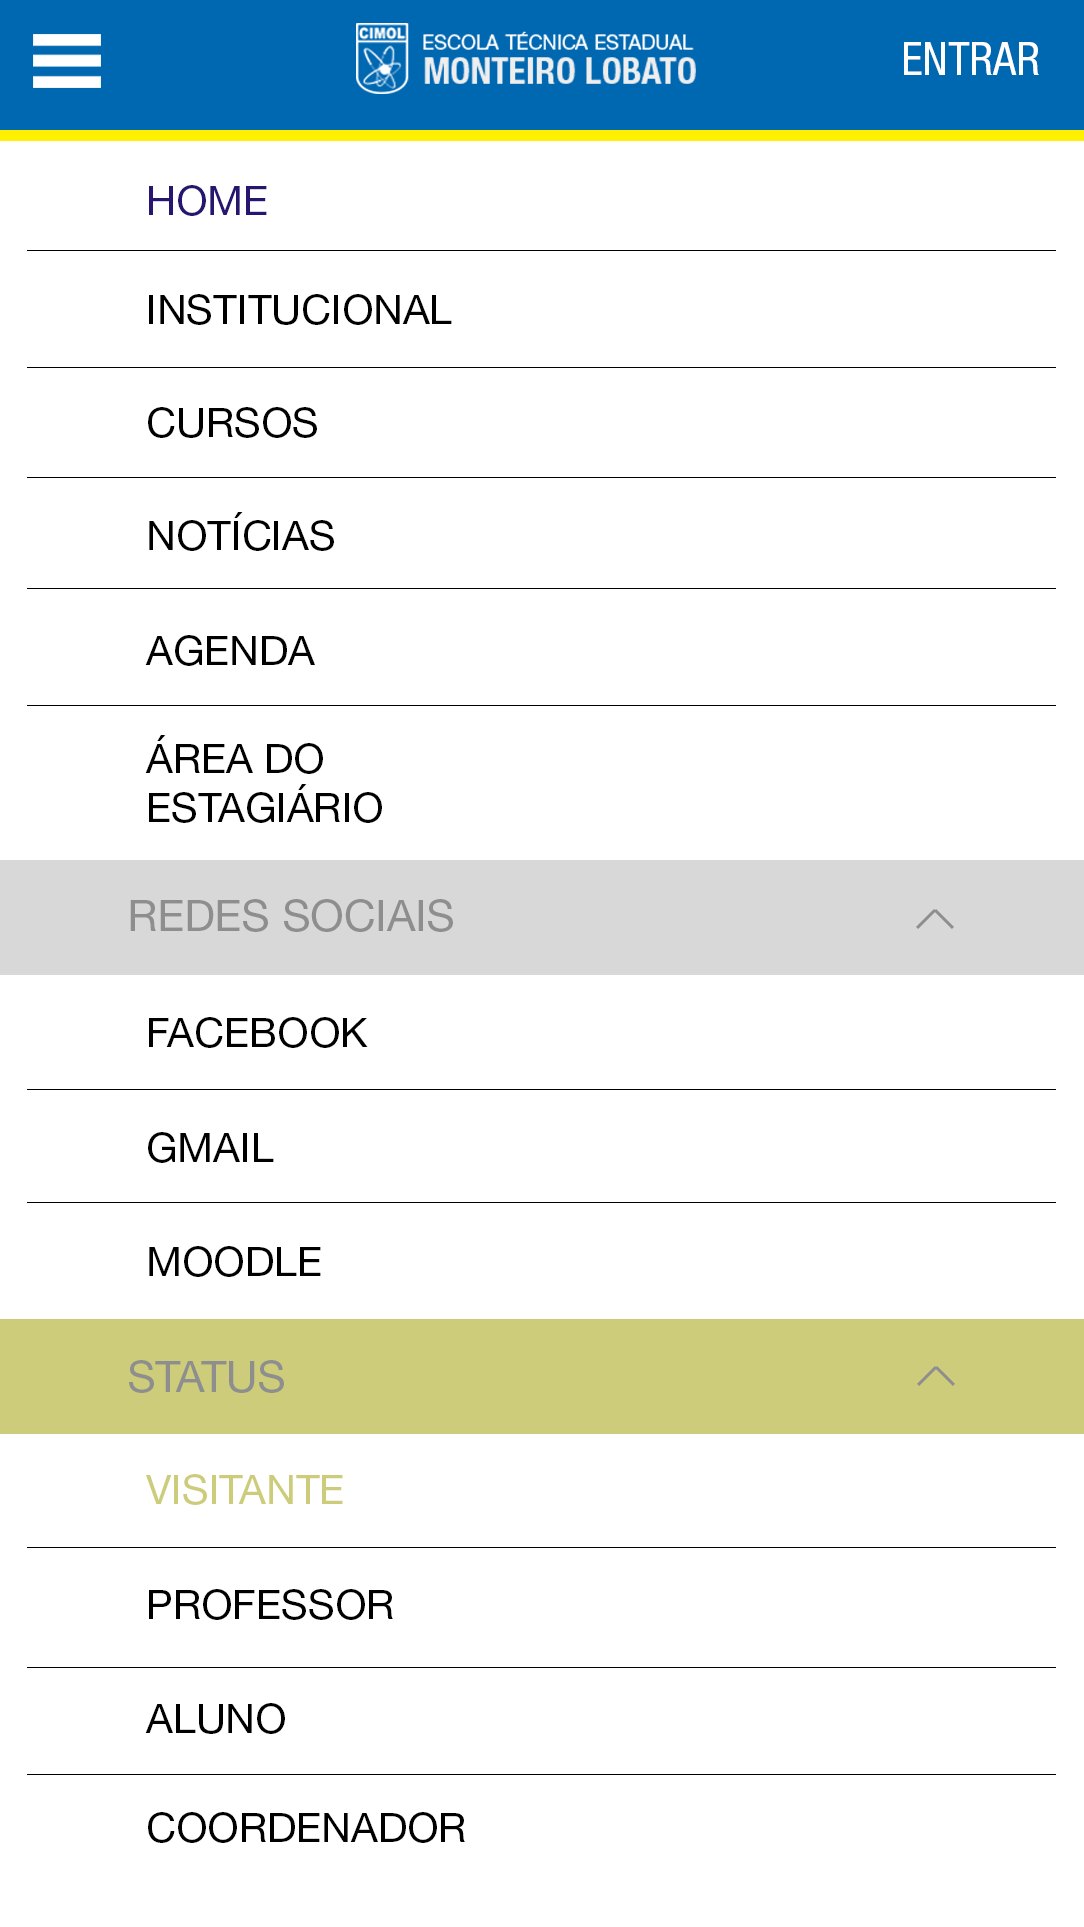 CIMOL
ESCOLA TÉCNICA ESTADUAL
MONTEIRO LOBATO
ENTRAR
HOME
INSTITUCIONAL
CURSOS
NOTÍCIAS
AGENDA
ÁREA DO
ESTAGIÁRIO
REDES SOCIAIS
FACEBOOK
GMAIL
MOODLE
STATUS
VISITANTE
PROFESSOR
ALUNO
COORDENADOR